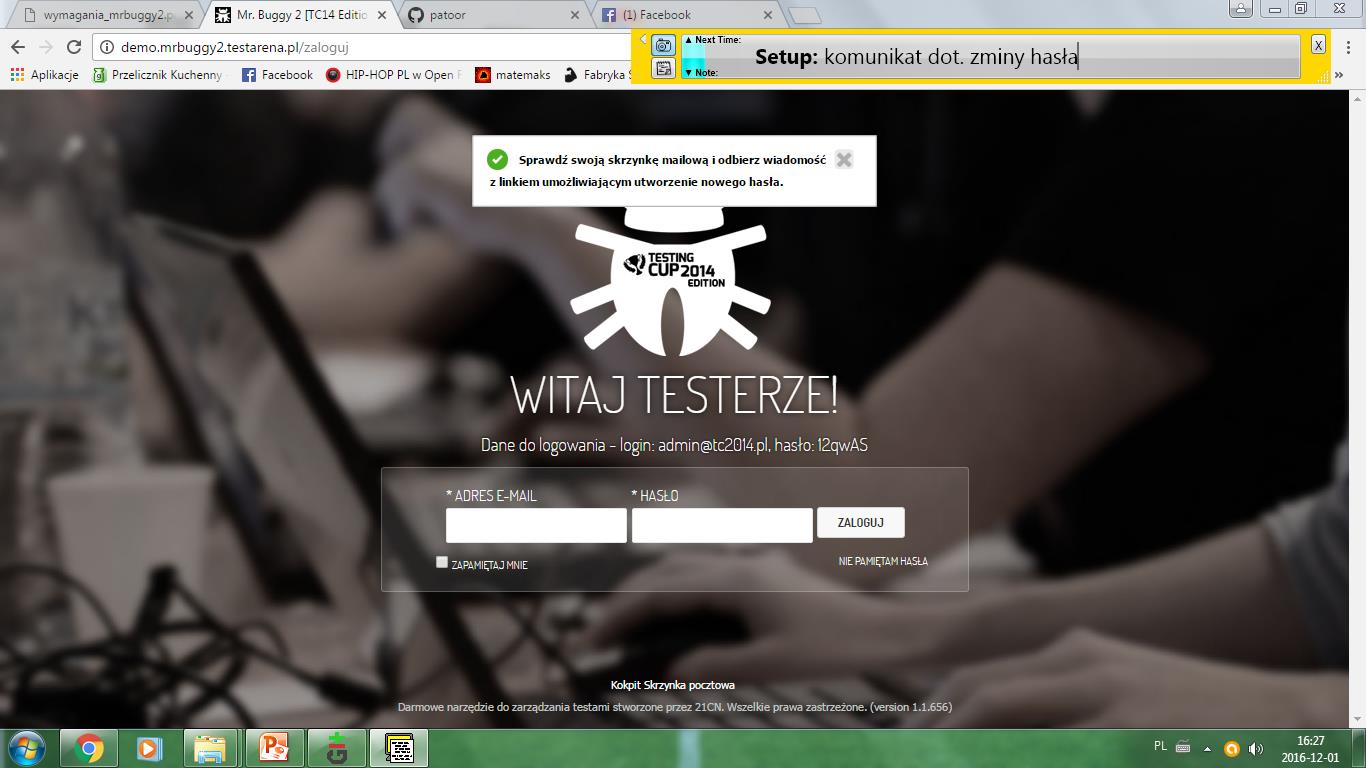 wymagania_mrbuggy2.p
Mr. Buggy 2 [TC14 Editio
patoor
(1) Facebook
demo.mrbuggy2.testarena.pl/zaloguj
Next Time:
Setup: komunikat dot. zminy hasła
Note:
X
Aplikacje
Przelicznik Kuchenny
Facebook
HIP-HOP PL w Open F
matemaks
Fabryka S
Sprawdź swoją skrzynkę mailową i odbierz wiadomość
z linkiem umożliwiającym utworzenie nowego hasła.
TESTING
CUP 2014
EDITION
WITAJ TESTERZE!
Dane do logowania - login: admin@tc2014.pl, hasło: 12qwAS
* ADRES E-MAIL
* HASŁO
ZALOGUJ
ZAPAMIĘTAJ MNIE
NIE PAMIĘTAM HASŁA
Kokpit Skrzynka pocztowa
Darmowe narzędzie do zarządzania testami stworzone przez 21CN. Wszelkie prawa zastrzeżone. (version 1.1.656)
PL
16:27
2016-12-01